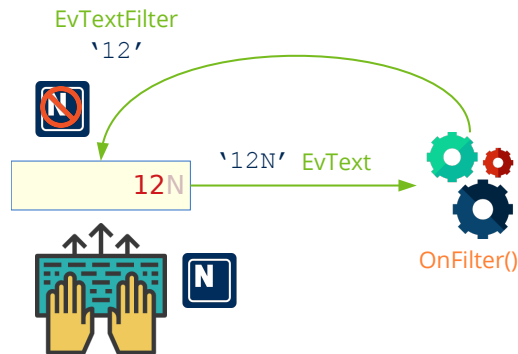 EvTextFilter
‘12’
N
‘12N’ EvText
12N
N
OnFilter()